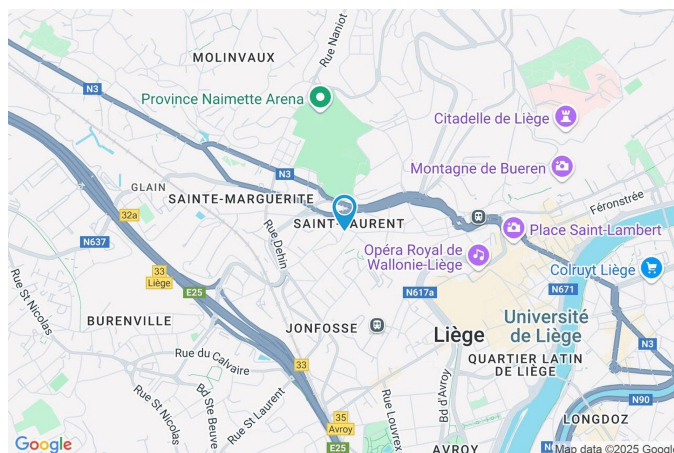 MOLINVAUX
Rue Naniot
N3
Province Naimette Arena
Citadelle de Liège
N3
Montagne de Bueren
GLAIN
SAINTE-MARGUERITE
Féronstrée
32a
SAINT-LAURENT
Place Saint-Lambert
N637
Rue Dehin
Opéra Royal de
Wallonie-Liège
33
Liège
Colruyt Liège
E25
N617a
N671
Rue St Nicolas
BURENVILLE
JONFOSSE
Liège
Université
de Liège
N3
Rue du Calvaire
33
QUARTIER LATIN
DE LIÈGE
Rue St Nicolas
Bd Ste Beuve
Rue St Laurent
Bd d'Avroy
N90
35
Avroy
Rue Louvrex
LONGDOZ
E25
AVROY
Google
Map data ©2025 Google